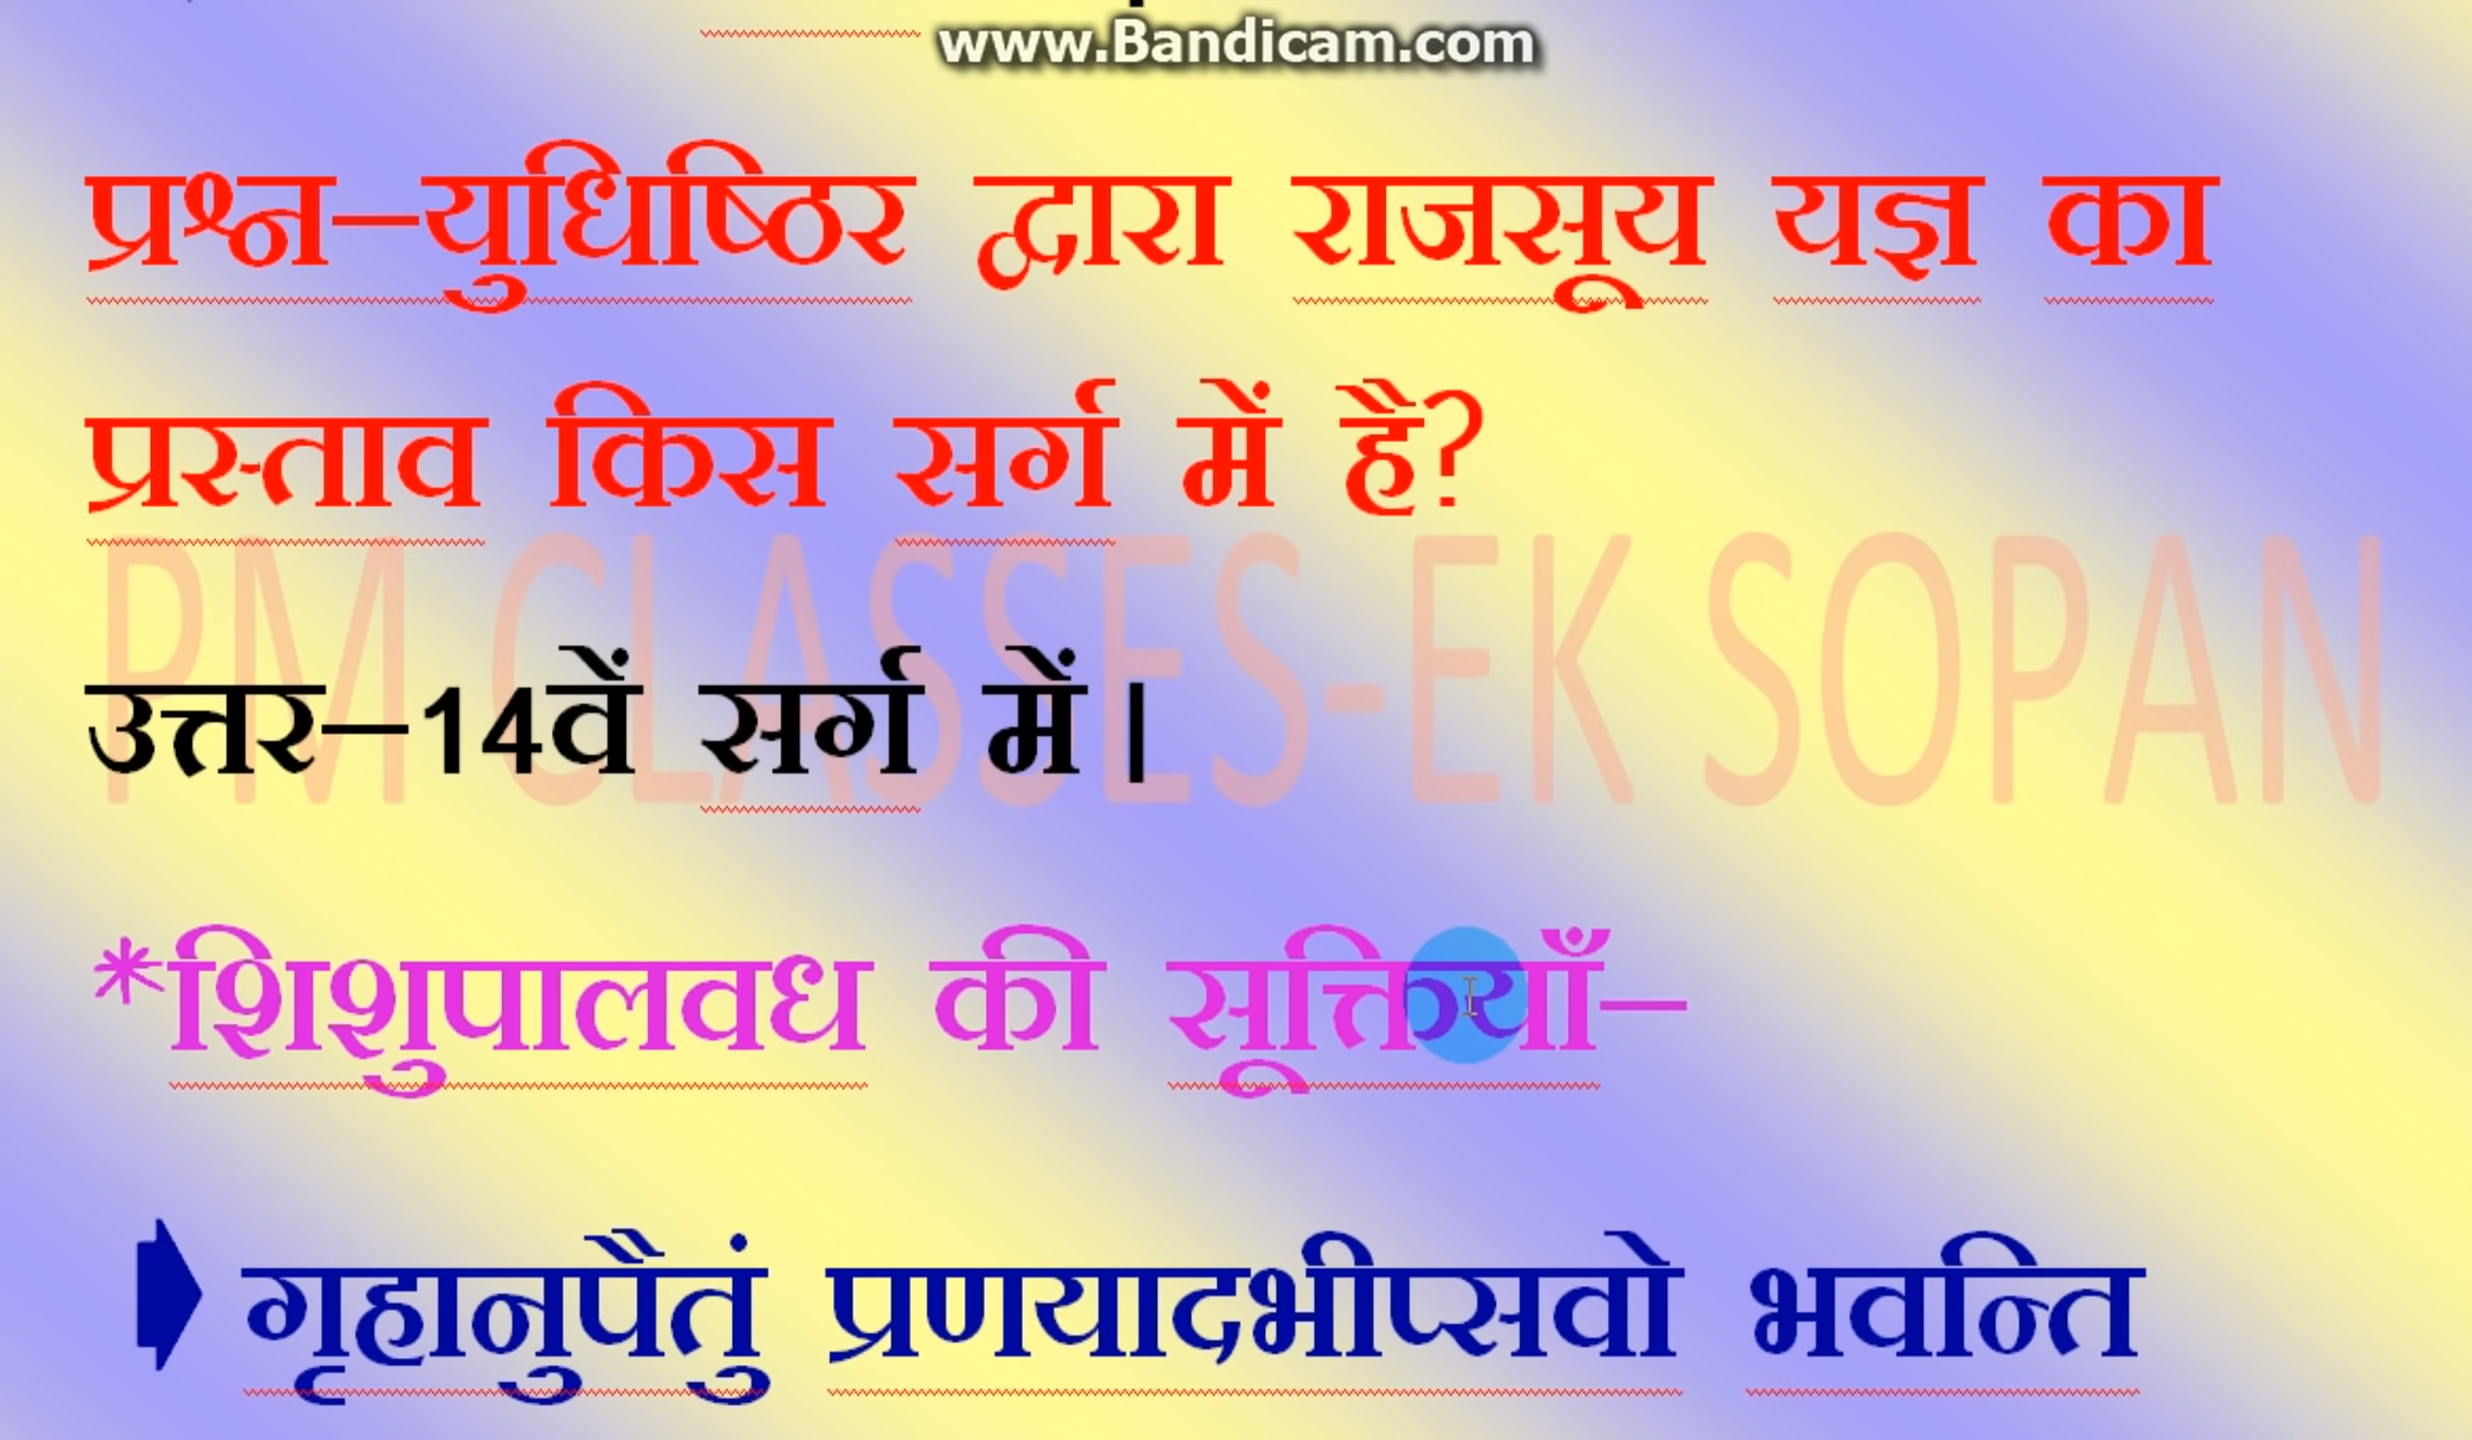 www.Bandicam.com
प्रश्न–युधिष्ठिर द्वारा राजसूय यज्ञ का
प्रस्ताव किस सर्ग में है?
PM CLASSES-EK SOPAN
उत्तर–14वें सर्ग में।
*शिशुपालवध की सूक्तियाँ–
गृहानुपैतुं प्रणयादभीप्सवो भवन्ति